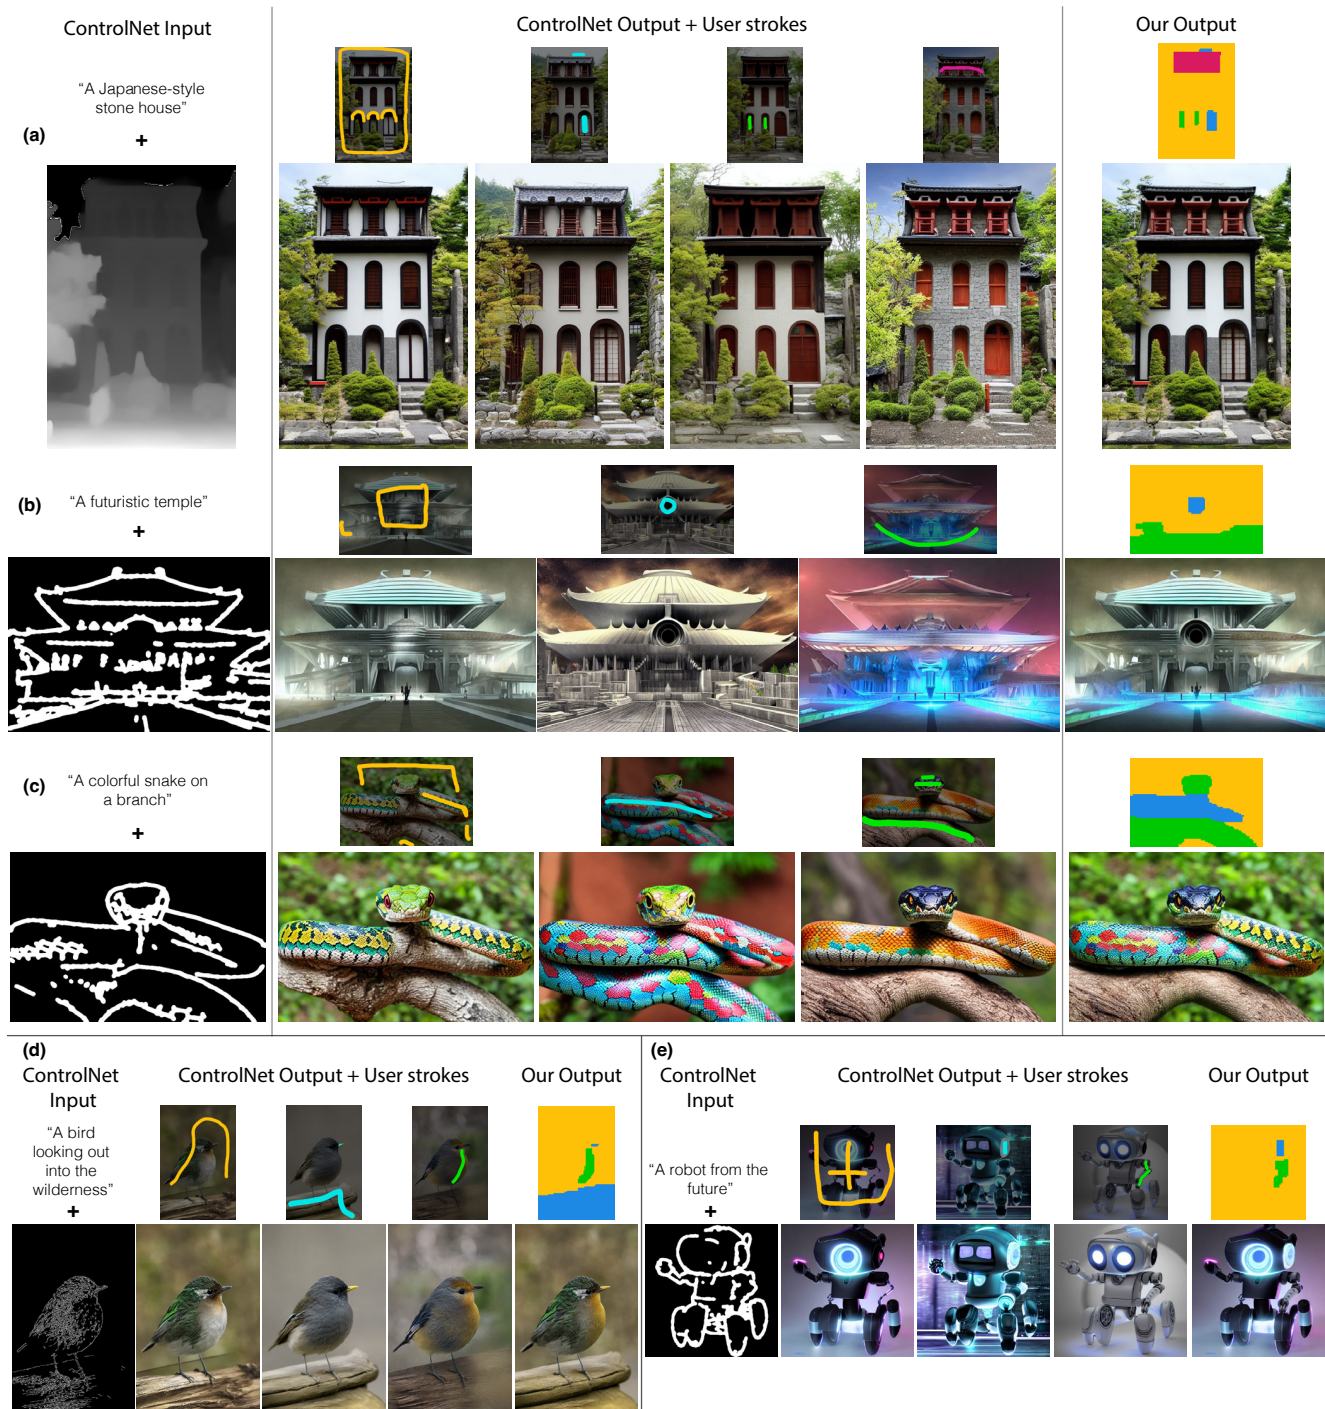 ControlNet Input
ControlNet Output + User strokes
Our Output
(a)
“A Japanese-style
stone house”
+
(b)
“A futuristic temple”
+
(c)
“A colorful snake on
a branch”
+
(d)
ControlNet
Input
ControlNet Output + User strokes
Our Output
“A bird
looking out
into the
wilderness”
+
(e)
ControlNet
Input
ControlNet Output + User strokes
Our Output
“A robot from the
future”
+